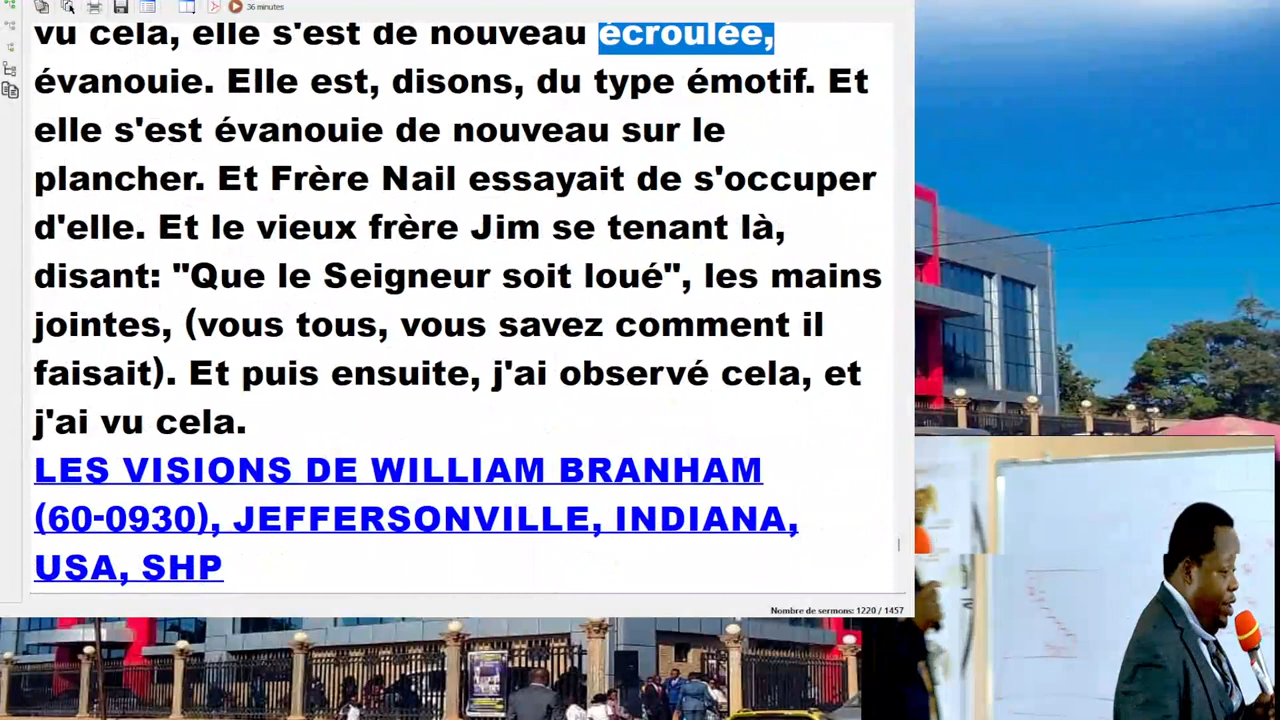 36 minutes
vu cela, elle s'est de nouveau écroulée,
évanouie. Elle est, disons, du type émotif. Et
elle s'est évanouie de nouveau sur le
plancher. Et Frère Nail essayait de s'occuper
d'elle. Et le vieux frère Jim se tenant là,
disant: "Que le Seigneur soit loué", les mains
jointes, (vous tous, vous savez comment il
faisait). Et puis ensuite, j'ai observé cela, et
j'ai vu cela.
LES VISIONS DE WILLIAM BRANHAM
(60-0930), JEFFERSONVILLE, INDIANA,
USA, SHP
Nombre de sermons: 1220 / 1457